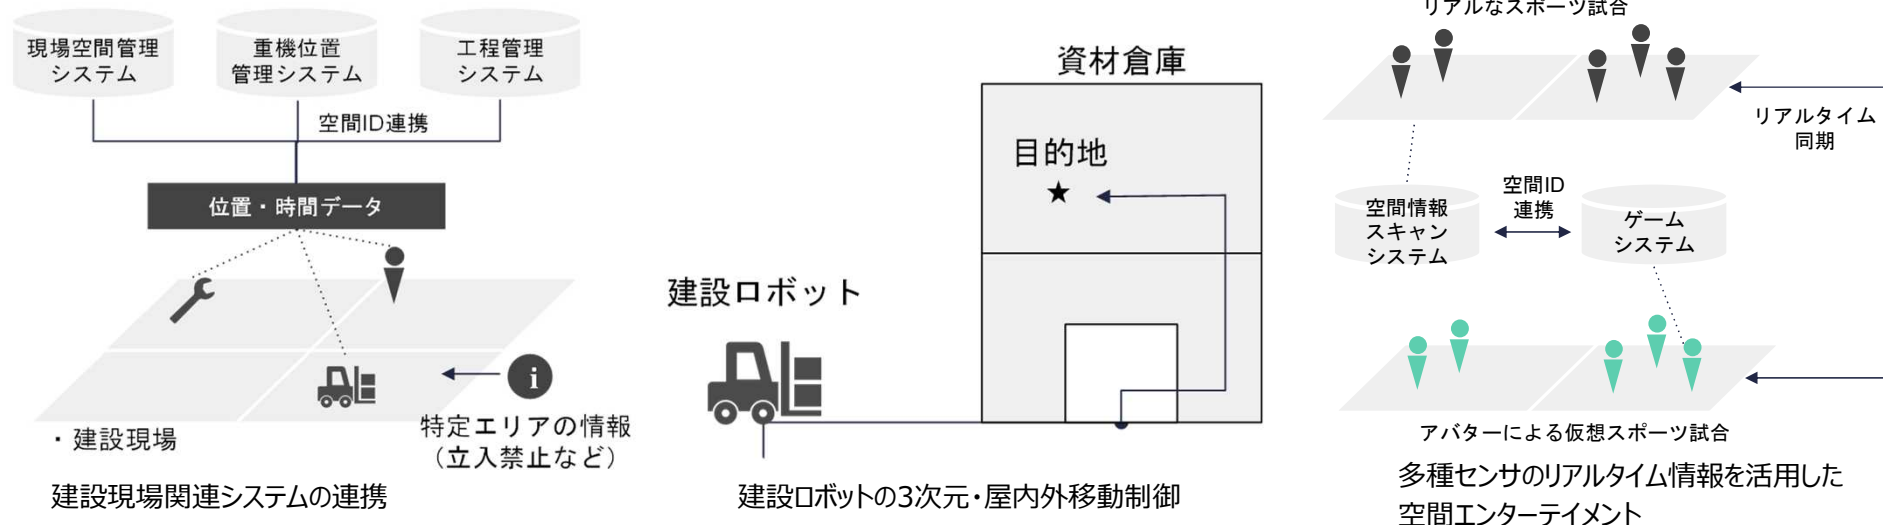 現場空間管理
システム
重機位置
管理システム
工程管理
システム
空間ID連携
位置・時間データ
i
特定エリアの情報
（立入禁止など）
・建設現場
建設現場関連システムの連携
資材倉庫
目的地
★
建設ロボット
建設ロボットの3次元・屋内外移動制御
リアルなスポーツ試合
リアルタイム
同期
空間ID
連携
空間情報
スキャン
システム
ゲーム
システム
アバターによる仮想スポーツ試合
多種センサのリアルタイム情報を活用した
空間エンターテイメント